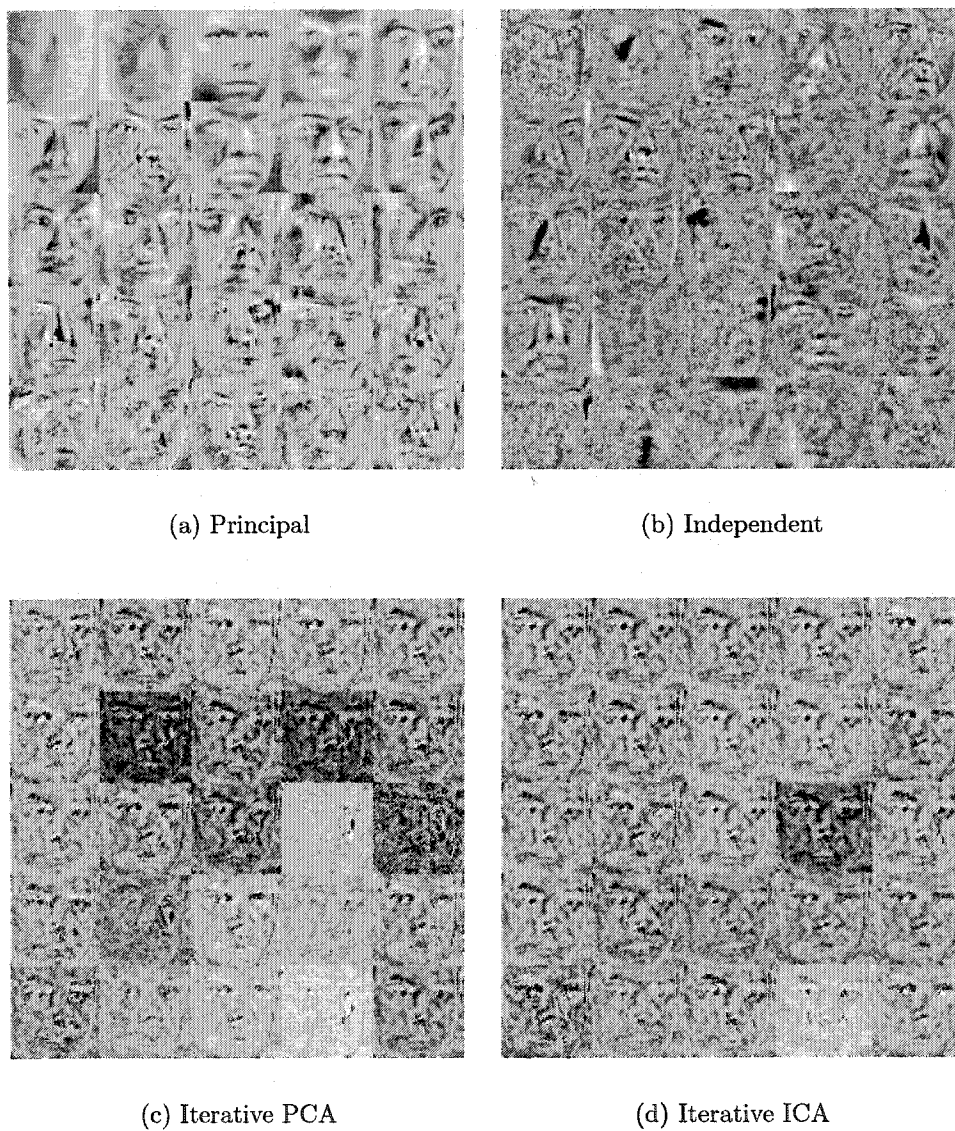 (a) Principal
(b) Independent
(c) Iterative PCA
(d) Iterative ICA